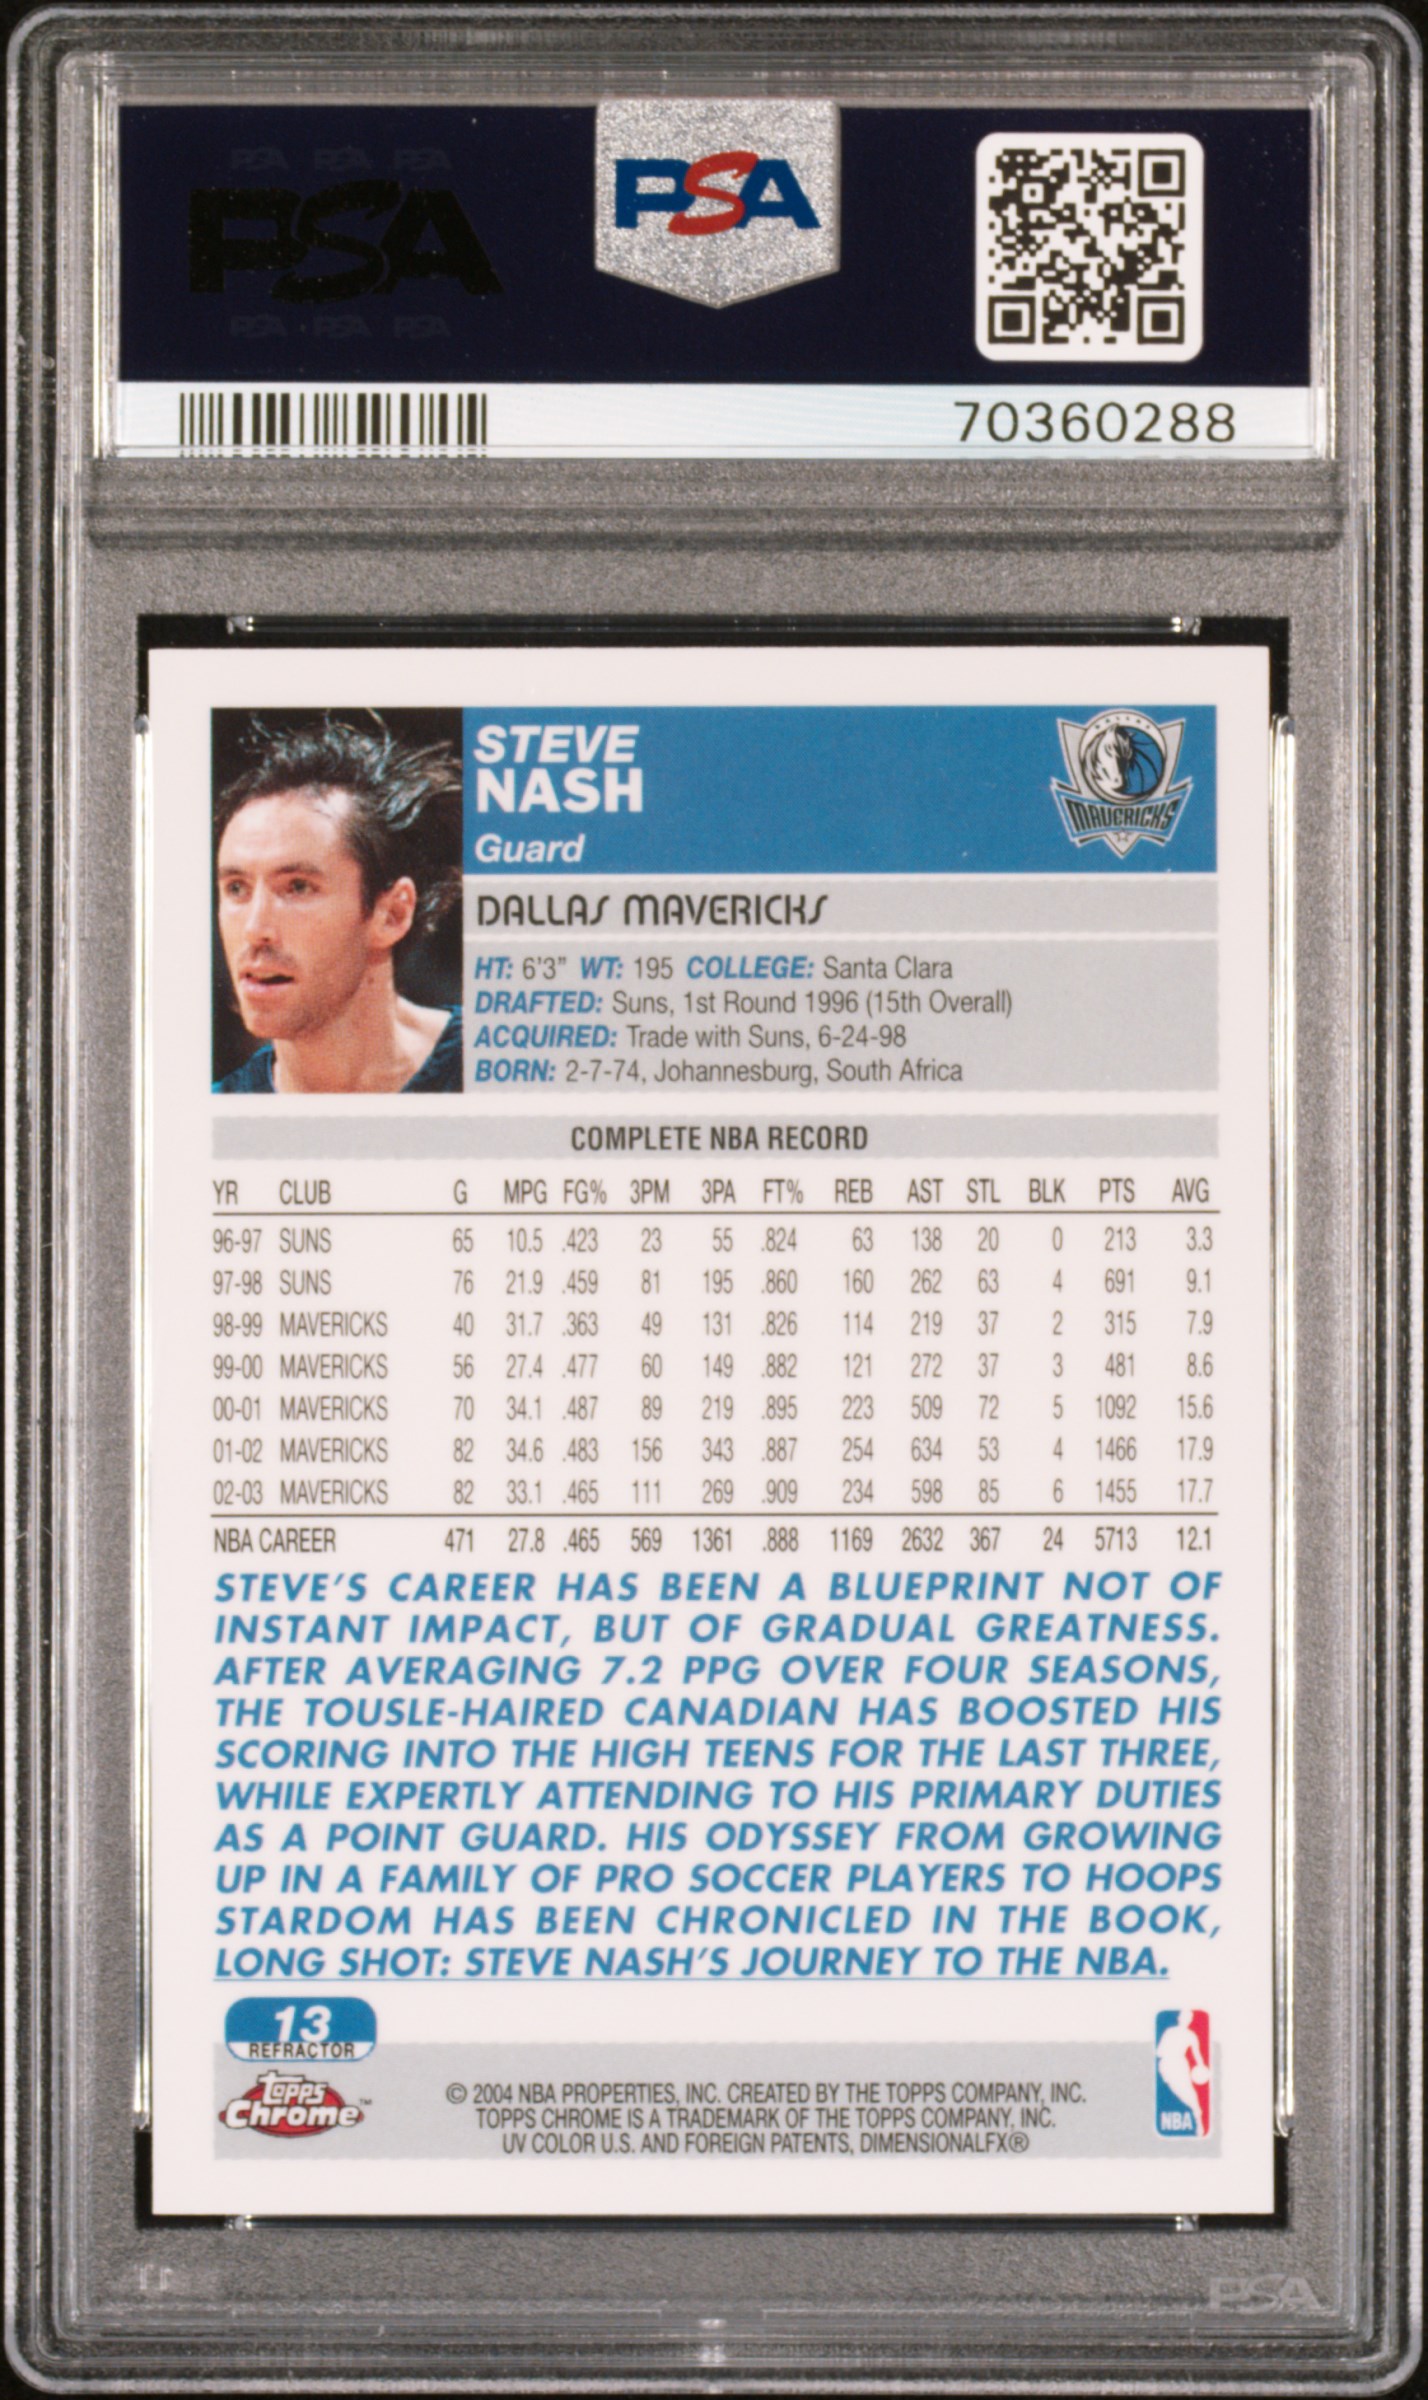 PSA PSA PSA
PSA
PSA PSA PSA
PSA
70360288
STEVE
NASH
Guard
DALLAS
MAVERICKS
DALLAS MAVERICKS
HT: 6'3" WT: 195 COLLEGE: Santa Clara
DRAFTED: Suns, 1st Round 1996 (15th Overall)
ACQUIRED: Trade with Suns, 6-24-98
BORN: 2-7-74, Johannesburg, South Africa
COMPLETE NBA RECORD
YR CLUB G MPG FG% 3PM 3PA FT% REB AST STL BLK PTS AVG
96-97 SUNS 65 10.5 .423 23 55 .824 63 138 20 0 213 3.3
97-98 SUNS 76 21.9 .459 81 195 .860 160 262 63 4 691 9.1
98-99 MAVERICKS 40 31.7 .363 49 131 .826 114 219 37 2 315 7.9
99-00 MAVERICKS 56 27.4 .477 60 149 .882 121 272 37 3 481 8.6
00-01 MAVERICKS 70 34.1 .487 89 219 .895 223 509 72 5 1092 15.6
01-02 MAVERICKS 82 34.6 .483 156 343 .887 254 634 53 4 1466 17.9
02-03 MAVERICKS 82 33.1 .465 111 269 .909 234 598 85 6 1455 17.7
NBA CAREER 471 27.8 .465 569 1361 .888 1169 2632 367 24 5713 12.1
STEVE'S CAREER HAS BEEN A BLUEPRINT NOT OF
INSTANT IMPACT, BUT OF GRADUAL GREATNESS.
AFTER AVERAGING 7.2 PPG OVER FOUR SEASONS,
THE TOUSLE-HAIRED CANADIAN HAS BOOSTED HIS
SCORING INTO THE HIGH TEENS FOR THE LAST THREE,
WHILE EXPERTLY ATTENDING TO HIS PRIMARY DUTIES
AS A POINT GUARD. HIS ODYSSEY FROM GROWING
UP IN A FAMILY OF PRO SOCCER PLAYERS TO HOOPS
STARDOM HAS BEEN CHRONICLED IN THE BOOK,
LONG SHOT: STEVE NASH'S JOURNEY TO THE NBA.
13
REFRACTOR
Topps
Chrome™
© 2004 NBA PROPERTIES, INC. CREATED BY THE TOPPS COMPANY, INC.
TOPPS CHROME IS A TRADEMARK OF THE TOPPS COMPANY, INC.
UV COLOR U.S. AND FOREIGN PATENTS, DIMENSIONALFX®
NBA
PSA